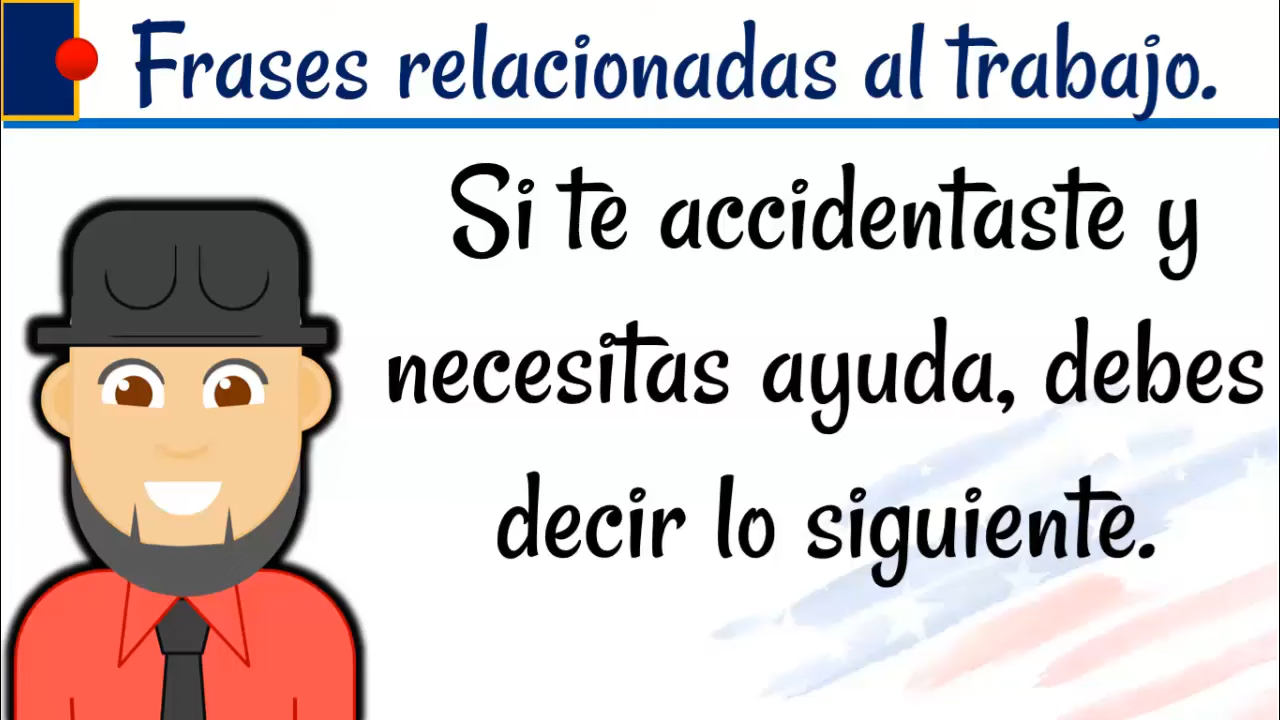 Frases relacionadas al trabajo.
Si te accidentaste y
necesitas ayuda, debes
decir lo siguiente.